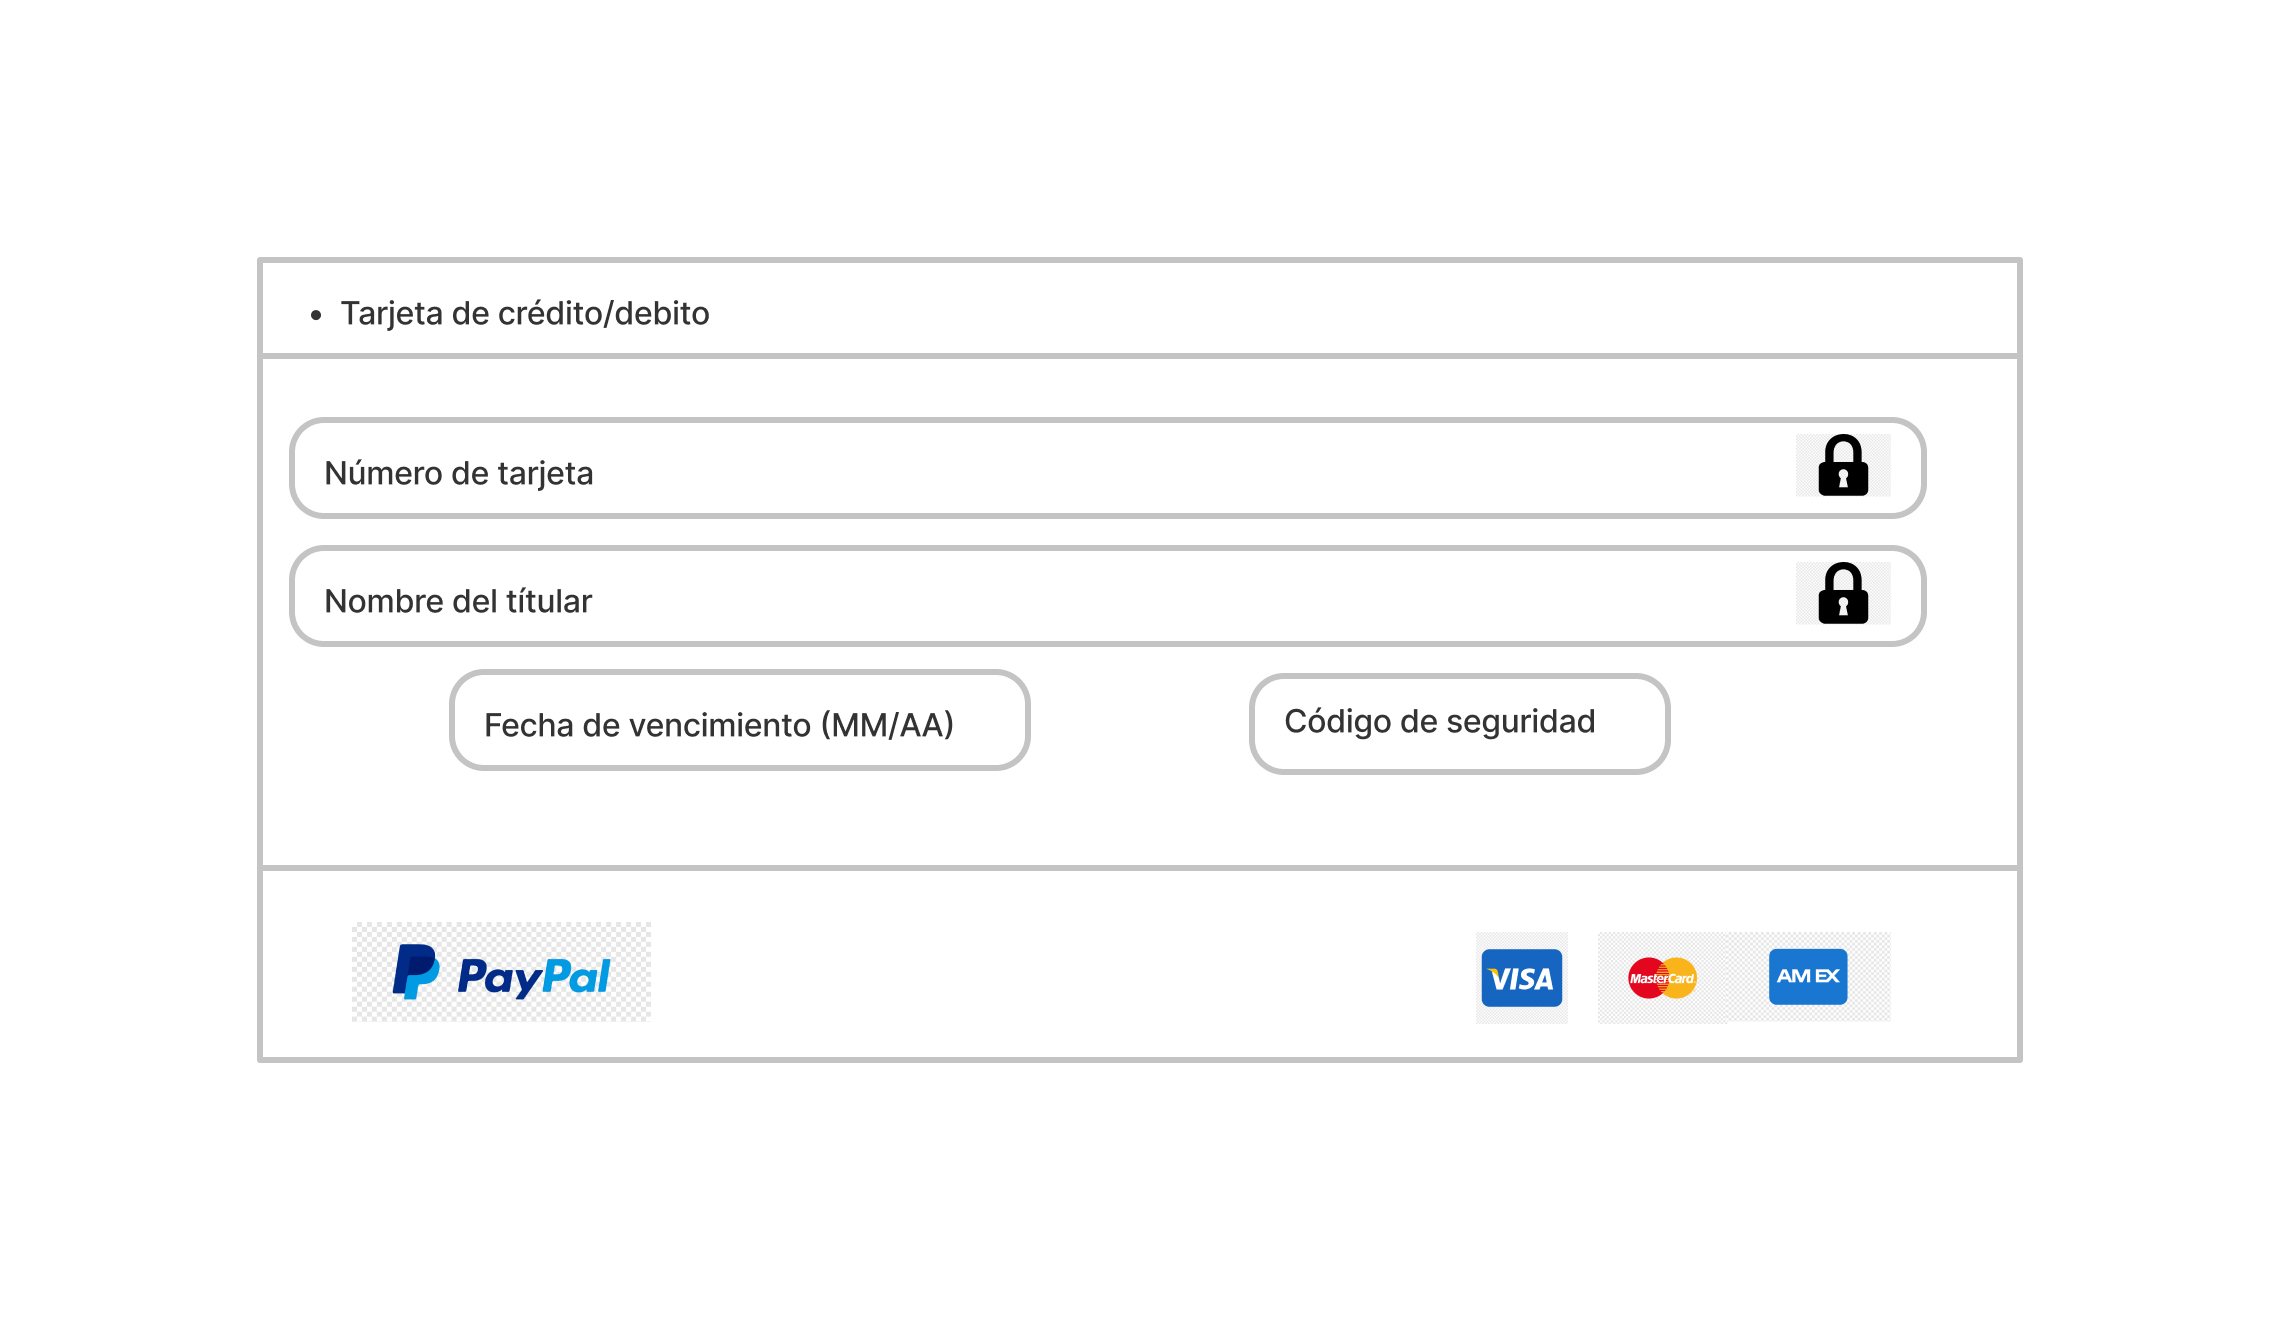 • Tarjeta de crédito/debito
Número de tarjeta
Nombre del títular
Fecha de vencimiento (MM/AA)
Código de seguridad
PayPal
VISA
MasterCard
AM EX